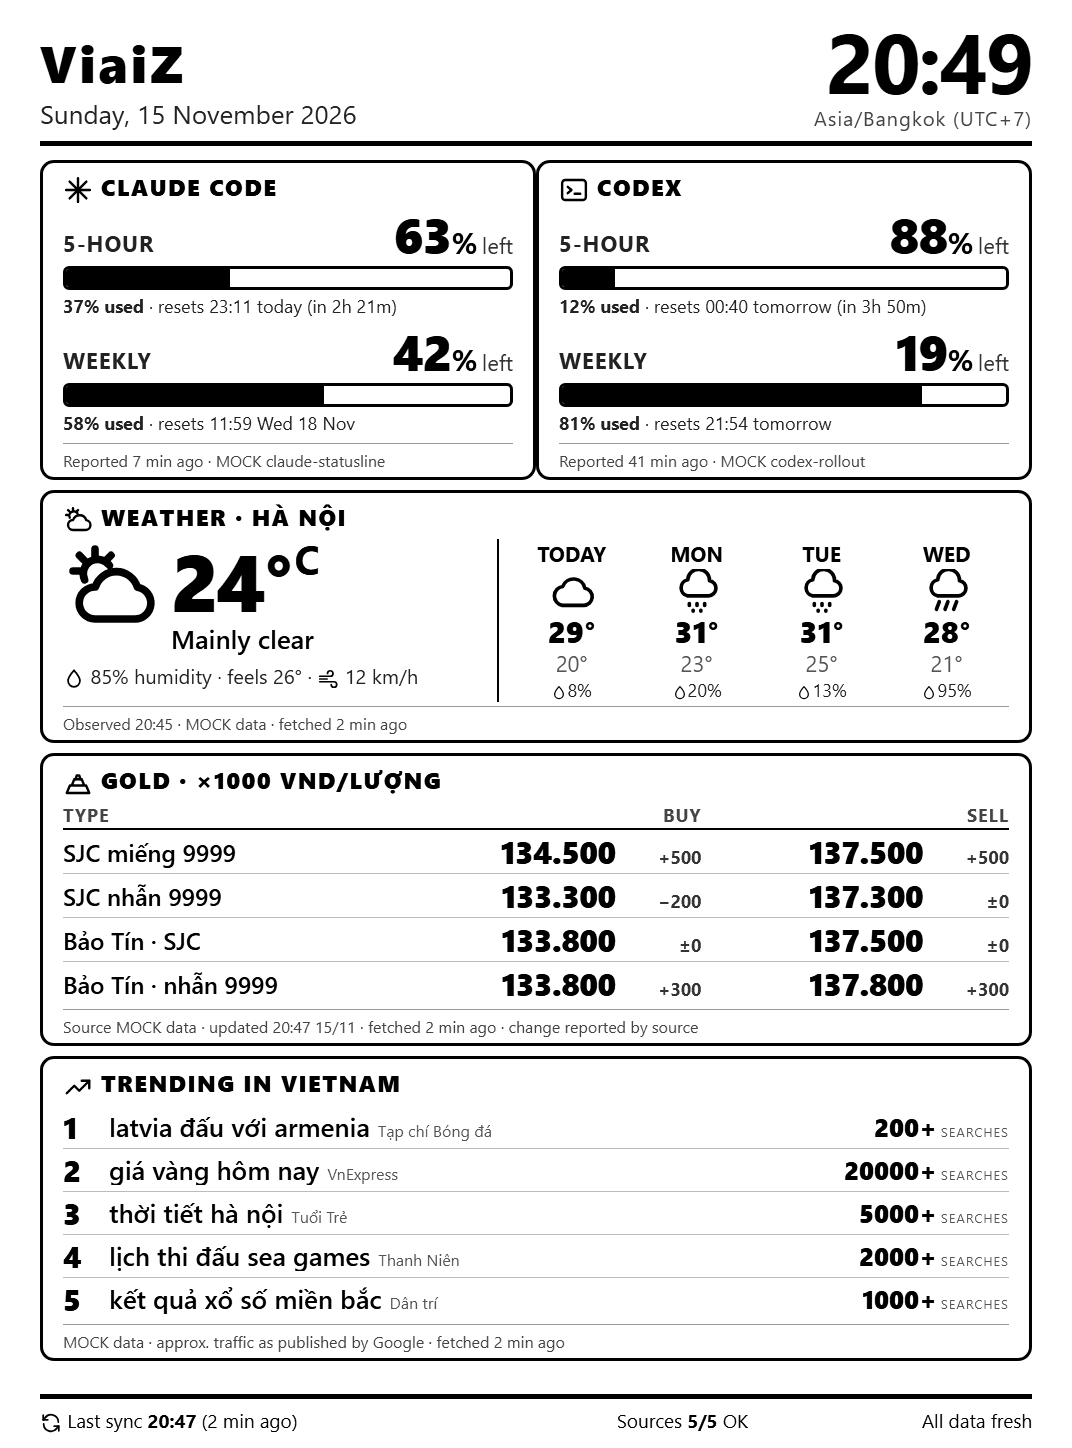 ViaiZ
20:49
Sunday, 15 November 2026
Asia/Bangkok (UTC+7)
CLAUDE CODE
5-HOUR 63% left
37% used · resets 23:11 today (in 2h 21m)
WEEKLY 42% left
58% used · resets 11:59 Wed 18 Nov
Reported 7 min ago · MOCK claude-statusline
CODEX
5-HOUR 88% left
12% used · resets 00:40 tomorrow (in 3h 50m)
WEEKLY 19% left
81% used · resets 21:54 tomorrow
Reported 41 min ago · MOCK codex-rollout
WEATHER · HÀ NỘI
24°C
Mainly clear
85% humidity · feels 26° · 12 km/h
TODAY MON TUE WED
29° 31° 31° 28°
20° 23° 25° 21°
8% 20% 13% 95%
Observed 20:45 · MOCK data · fetched 2 min ago
GOLD · ×1000 VND/LƯỢNG
TYPE BUY SELL
SJC miếng 9999 134.500 +500 137.500 +500
SJC nhẫn 9999 133.300 −200 137.300 ±0
Bảo Tín · SJC 133.800 ±0 137.500 ±0
Bảo Tín · nhẫn 9999 133.800 +300 137.800 +300
Source MOCK data · updated 20:47 15/11 · fetched 2 min ago · change reported by source
TRENDING IN VIETNAM
1 latvia đấu với armenia Tạp chí Bóng đá 200+ SEARCHES
2 giá vàng hôm nay VnExpress 20000+ SEARCHES
3 thời tiết hà nội Tuổi Trẻ 5000+ SEARCHES
4 lịch thi đấu sea games Thanh Niên 2000+ SEARCHES
5 kết quả xổ số miền bắc Dân trí 1000+ SEARCHES
MOCK data · approx. traffic as published by Google · fetched 2 min ago
Last sync 20:47 (2 min ago) Sources 5/5 OK All data fresh